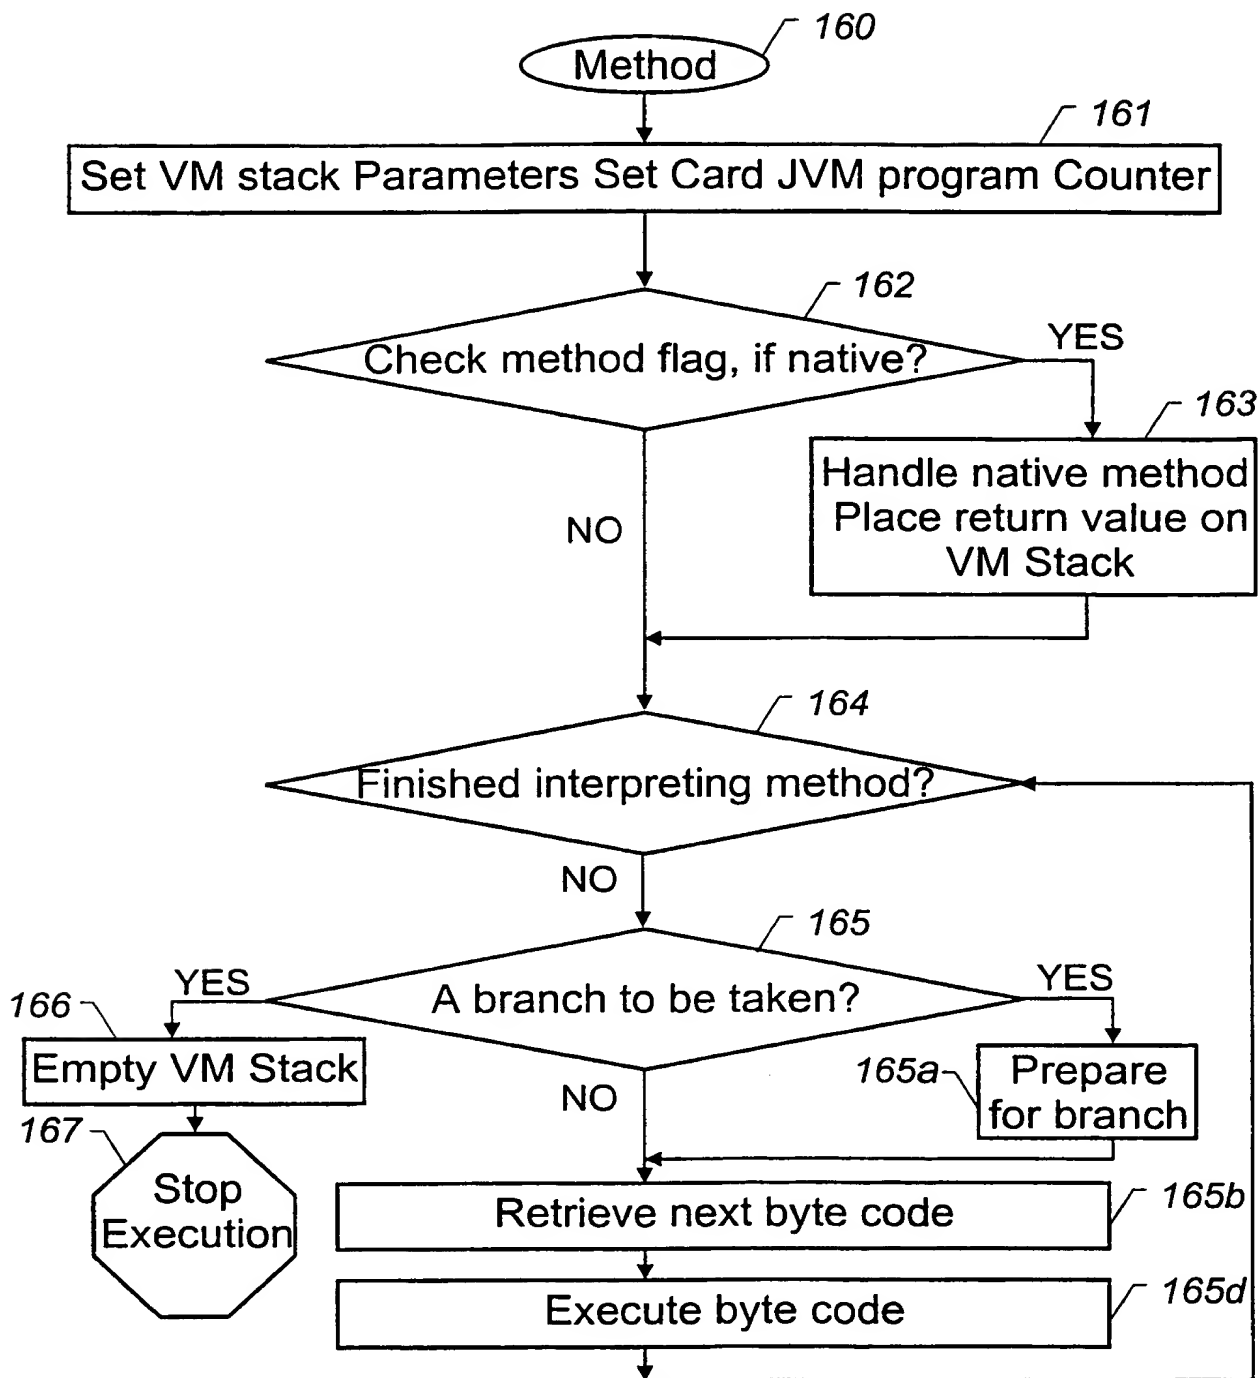 160
Method
161
Set VM stack Parameters Set Card JVM program Counter
162
Check method flag, if native?
YES
163
Handle native method
Place return value on
VM Stack
NO
164
Finished interpreting method?
NO
165
YES
A branch to be taken?
YES
166
Empty VM Stack
165a
Prepare
for branch
NO
167
Stop
Execution
Retrieve next byte code
165b
Execute byte code
165d